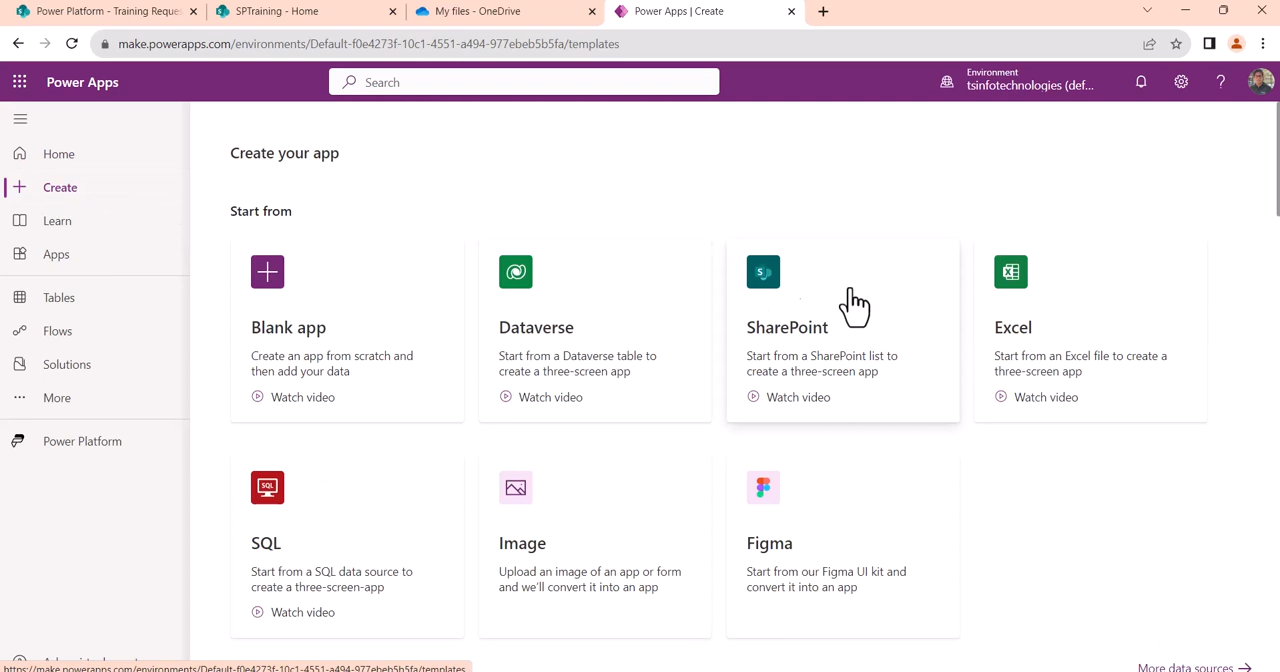 Power Platform - Training Reques
SPTraining - Home
My files - OneDrive
Power Apps | Create
make.powerapps.com/environments/Default-f0e4273f-10c1-4551-a494-977ebeb5b5fa/templates
Power Apps
Search
Environment
tsinfotechnologies (def...
Home
Create
Learn
Apps
Tables
Flows
Solutions
More
Power Platform
Create your app
Start from
Blank app
Create an app from scratch and
then add your data
Watch video
Dataverse
Start from a Dataverse table to
create a three-screen app
Watch video
SharePoint
Start from a SharePoint list to
create a three-screen app
Watch video
Excel
Start from an Excel file to create a
three-screen app
Watch video
SQL
SQL
Start from a SQL data source to
create a three-screen-app
Watch video
Image
Upload an image of an app or form
and we'll convert it into an app
Figma
Start from our Figma UI kit and
convert it into an app
More data sources
https://make.powerapps.com/environments/Default-f0e4273f-10c1-4551-a494-977ebeb5b5fa/templates